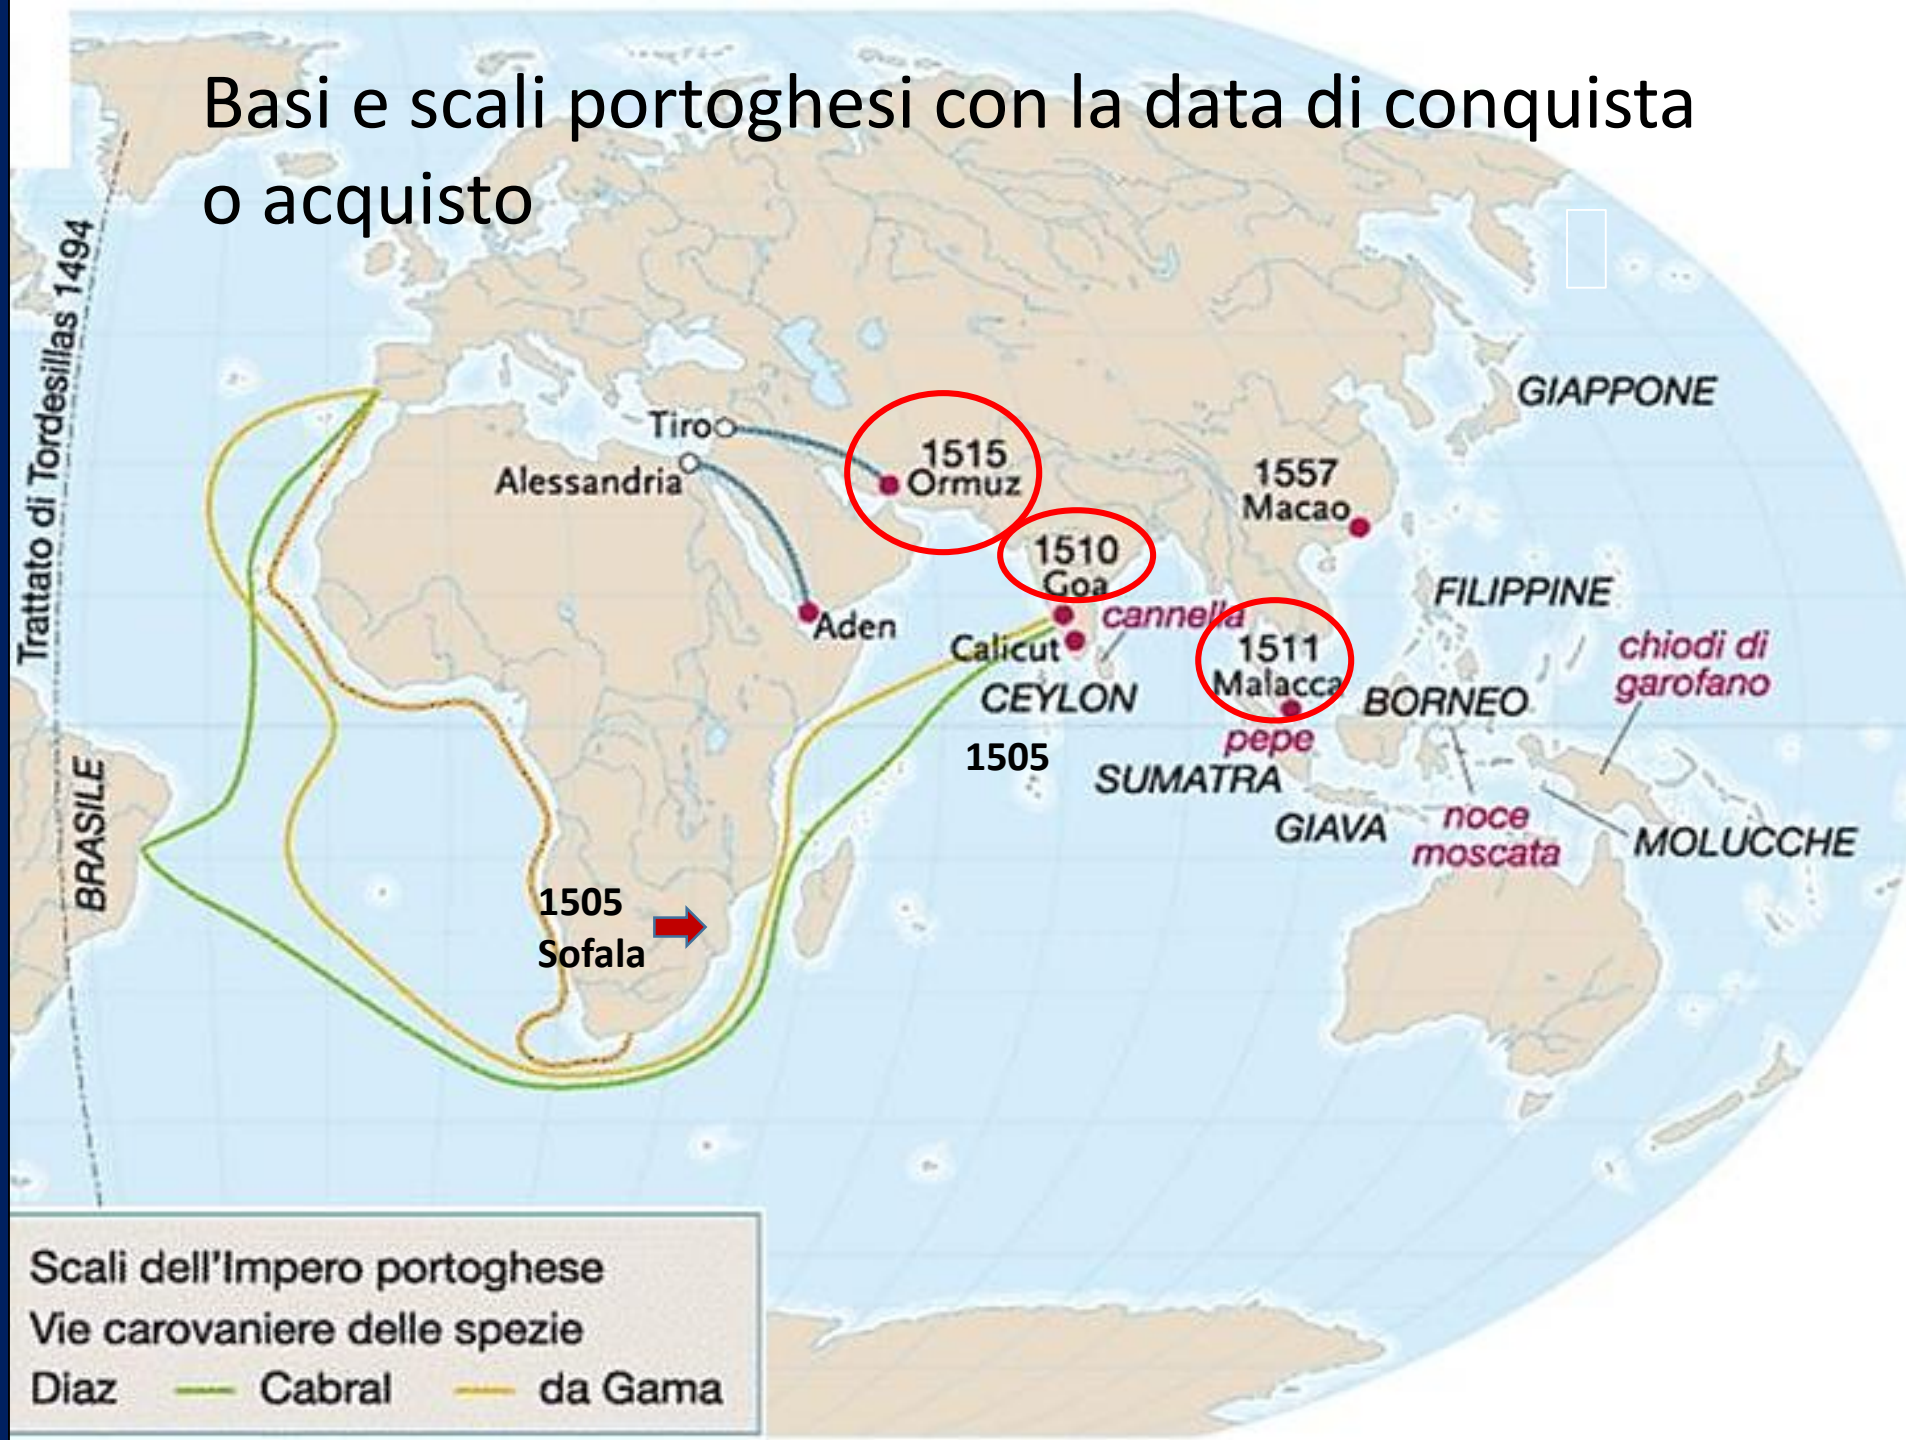 Basi e scali portoghesi con la data di conquista
o acquisto
Trattato di Tordesillas 1494
GIAPPONE
Tiro
1515
Ormuz
1557
Macao
Alessandria
1510
Goa
FILIPPINE
Aden
cannella
Calicut
1511
Malacca
chiodi di
garofano
CEYLON
BORNEO
1505
pepe
SUMATRA
BRASILE
GIAVA
noce
moscata
MOLUCCHE
1505
Sofala
Scali dell'Impero portoghese
Vie carovaniere delle spezie
Diaz Cabral da Gama